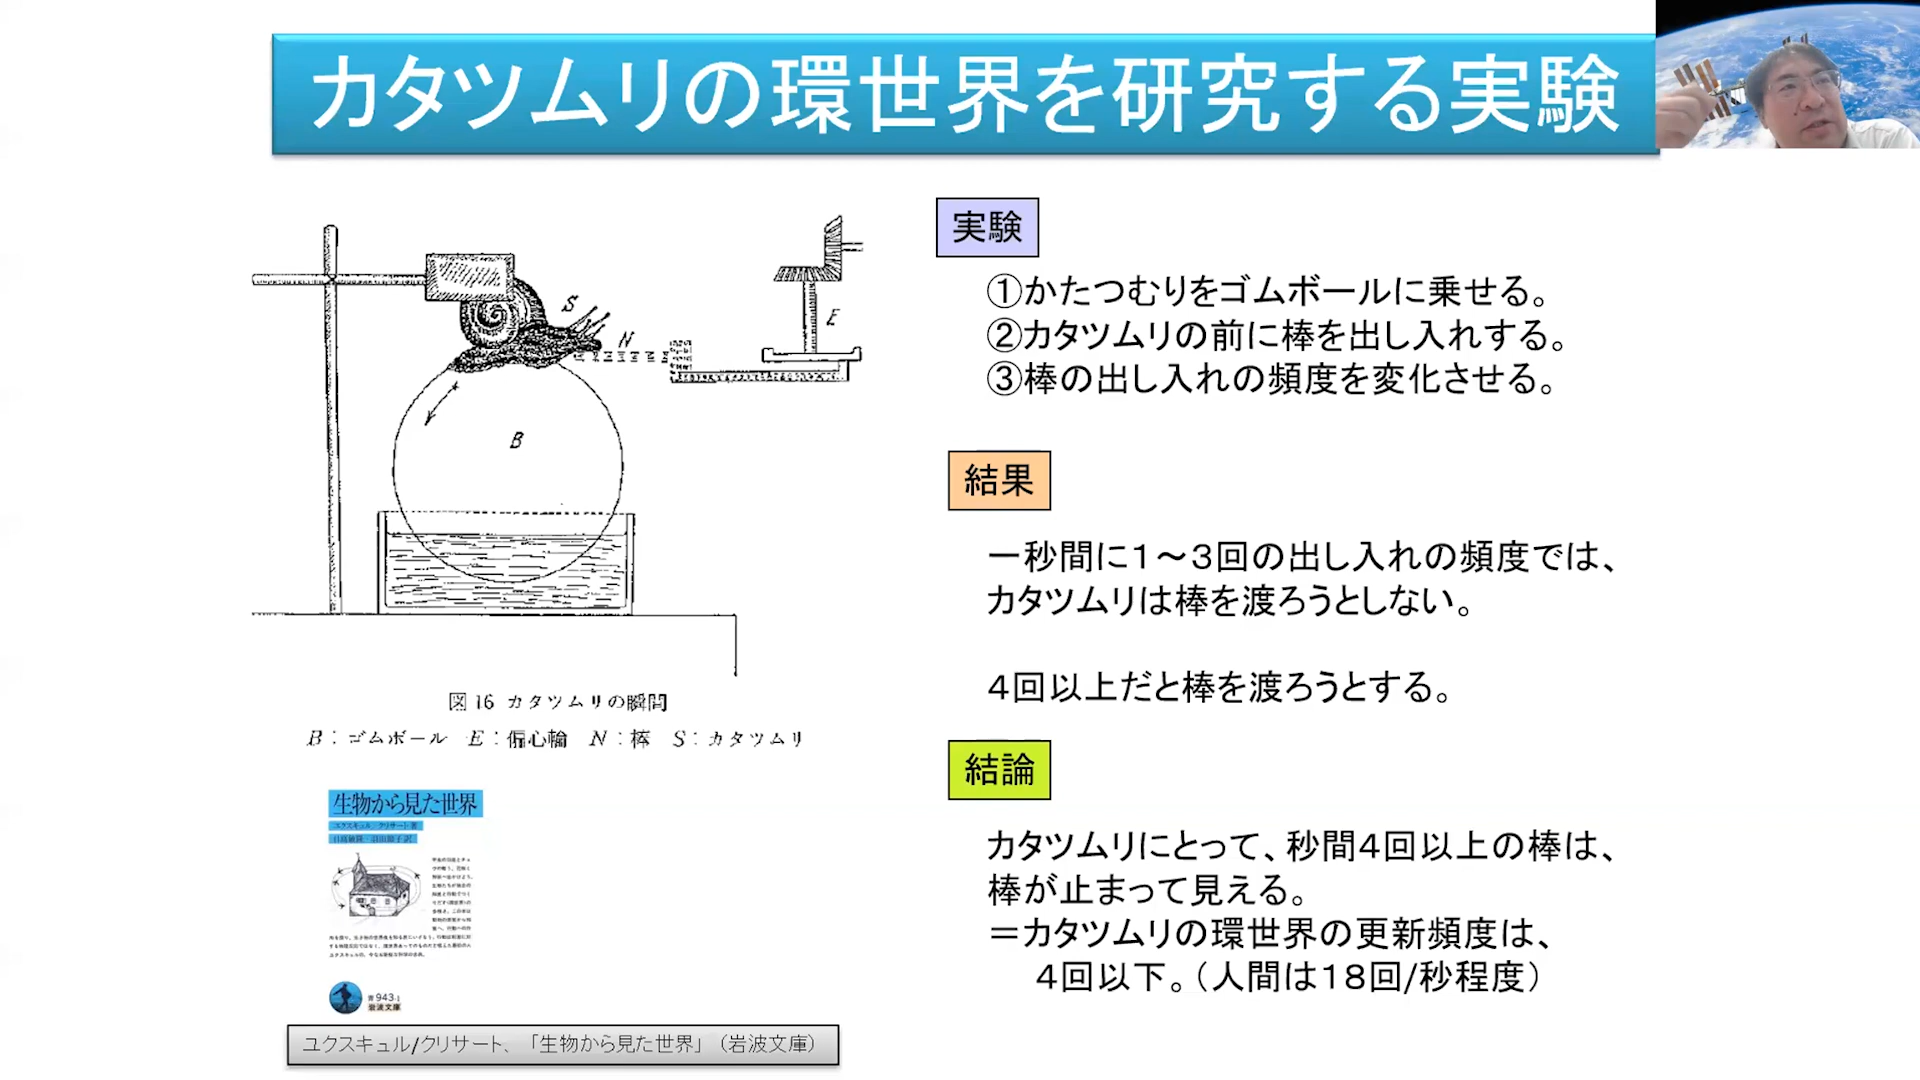 カタツムリの環世界を研究する実験
S
N
E
B
図16 カタツムリの瞬間
B：ゴムボール E：偏心輪 N：棒 S：カタツムリ
生物から見た世界
ユクスキュル/クリサート著
日高敏隆・羽田節子訳
青943-1
岩波文庫
ユクスキュル/クリサート、「生物から見た世界」（岩波文庫）
実験
①かたつむりをゴムボールに乗せる。
②カタツムリの前に棒を出し入れする。
③棒の出し入れの頻度を変化させる。
結果
一秒間に１～３回の出し入れの頻度では、
カタツムリは棒を渡ろうとしない。
４回以上だと棒を渡ろうとする。
結論
カタツムリにとって、秒間４回以上の棒は、
棒が止まって見える。
＝カタツムリの環世界の更新頻度は、
４回以下。（人間は１８回/秒程度）